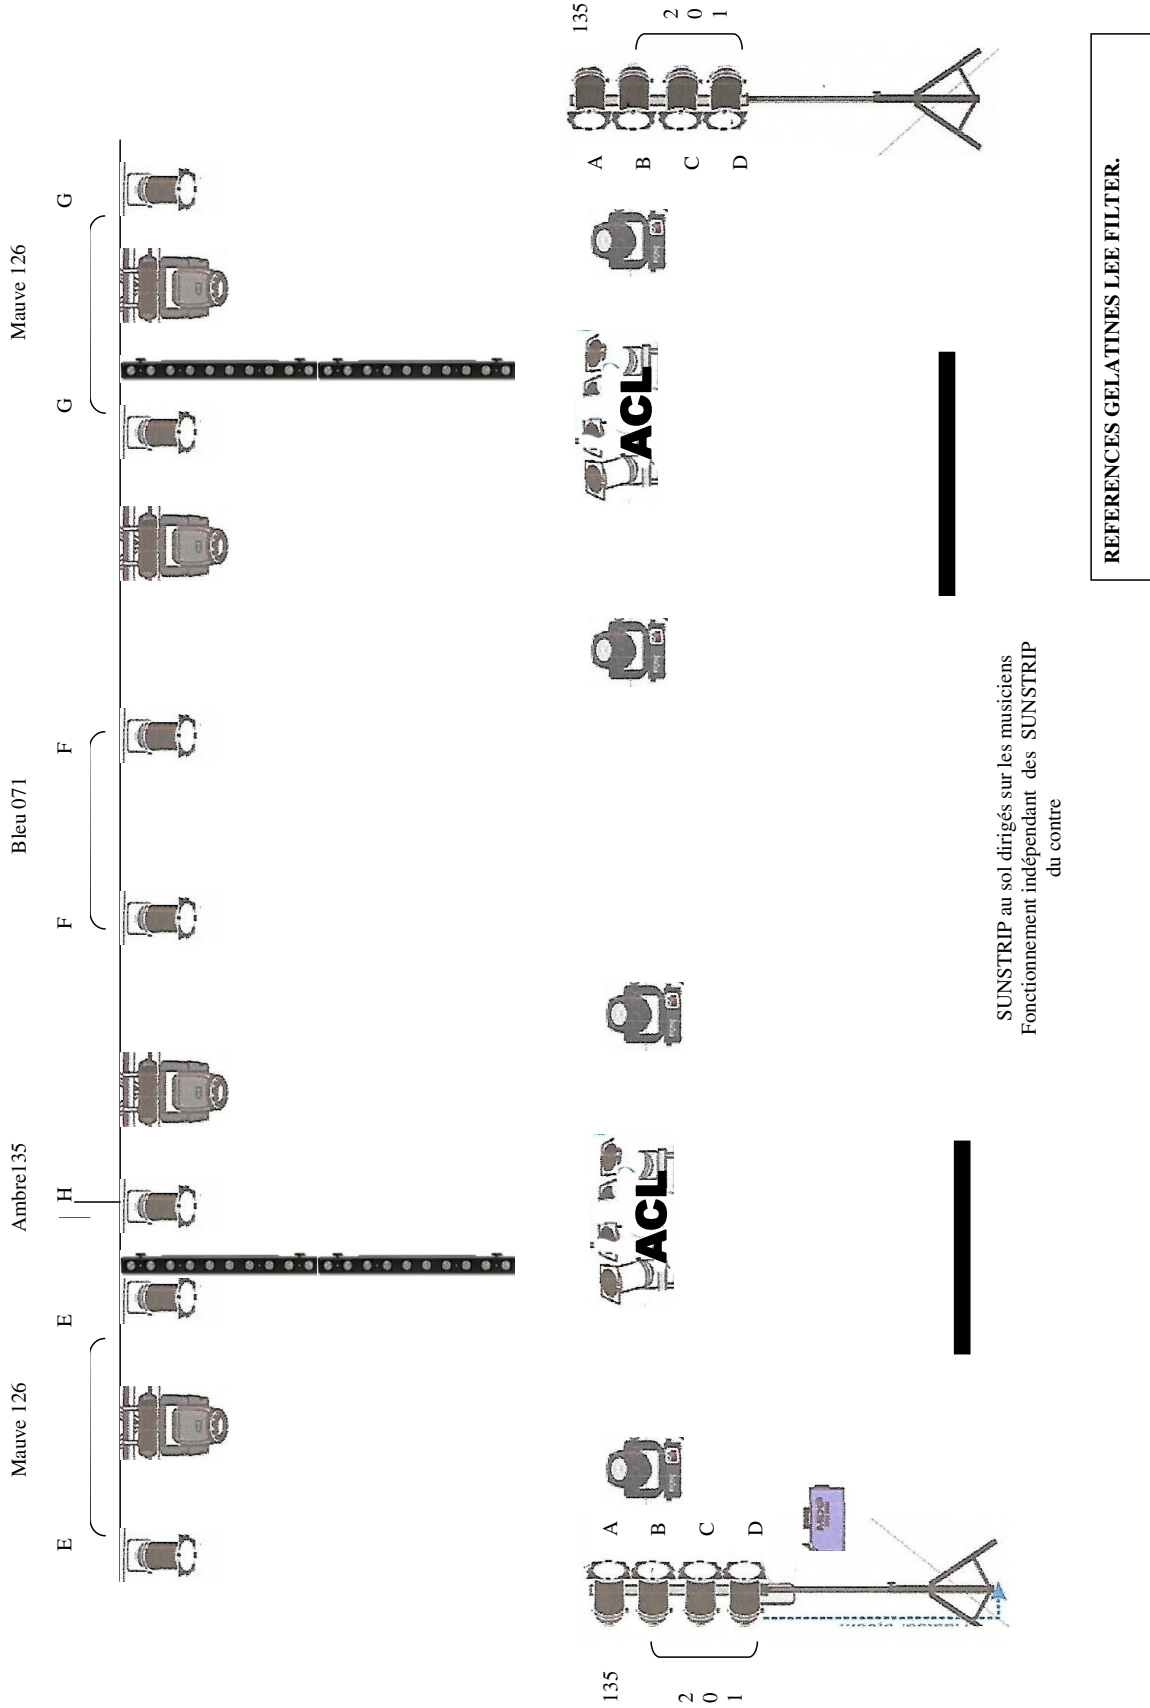 Mauve 126
Ambre135
Bleu 071
Mauve 126
E
E
H
F
F
G
G
135
2
0
1
A
B
C
D
ACL
ACL
A
B
C
D
135
2
0
1
SUNSTRIP au sol dirigés sur les musiciens
Fonctionnement indépendant des SUNSTRIP
du contre
REFERENCES GELATINES LEE FILTER.